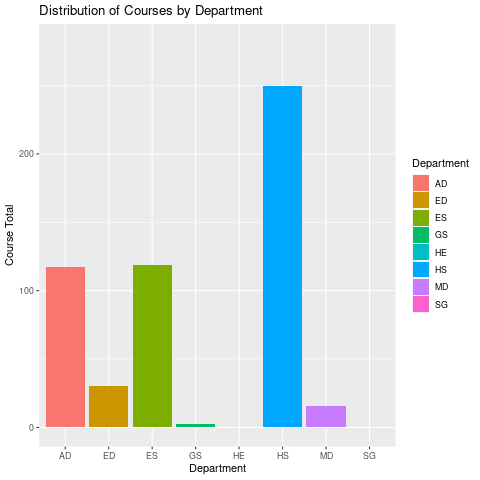 Distribution of Courses by Department
Course Total
200
100
0
AD ED ES GS HE HS MD SG
Department
Department
AD
ED
ES
GS
HE
HS
MD
SG